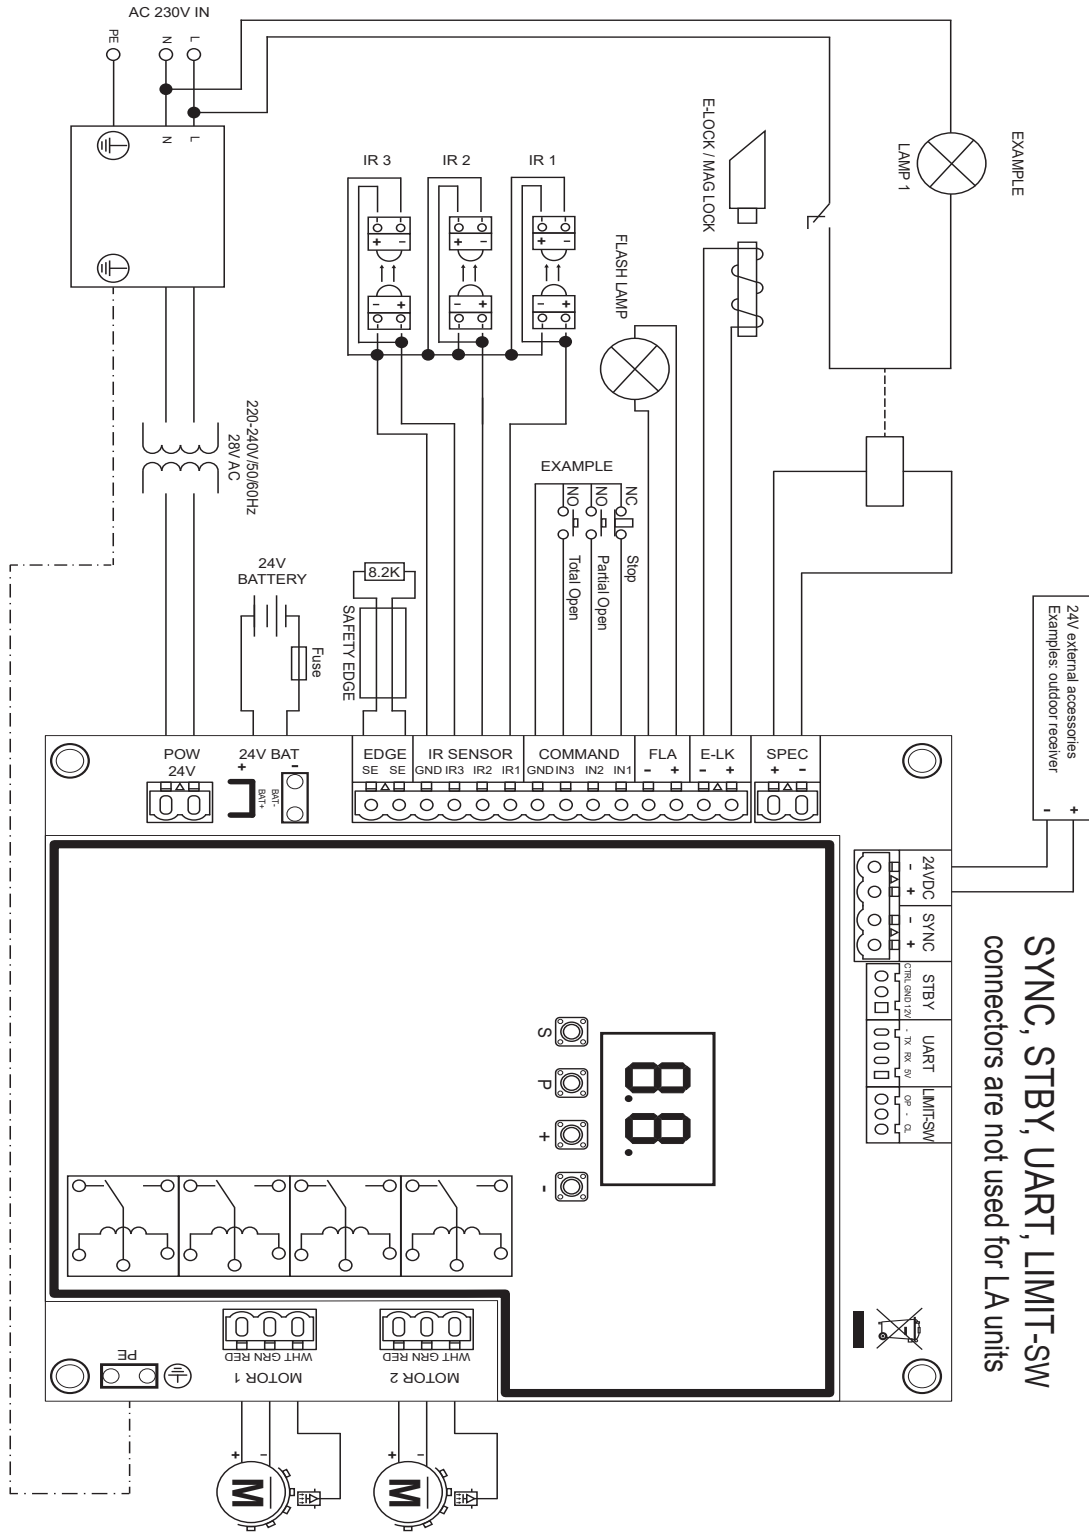 AC 230V IN
PE
N
L
N
L
EXAMPLE
LAMP 1
E-LOCK / MAG LOCK
IR 3
IR 2
IR 1
+
-
+
-
+
-
-
+
-
+
-
+
FLASH LAMP
220-240V/50/60Hz
28V AC
EXAMPLE
NO
NO
NC
Total Open
Partial Open
Stop
24V
BATTERY
Fuse
8.2K
SAFETY EDGE
24V external accessories
Examples: outdoor receiver
-
+
POW
24V
24V BAT
+
-
BAT+
BAT-
EDGE
SE
SE
IR SENSOR
GND IR3 IR2 IR1
COMMAND
GND IN3 IN2 IN1
FLA
-
+
E-LK
-
+
SPEC
+
-
24VDC
-
+
SYNC
-
+
STBY
CTRL GND 12V
UART
- TX RX 5V
LIMIT-SW
OP - CL
SYNC, STBY, UART, LIMIT-SW
connectors are not used for LA units
8.8.
S
P
+
-
PE
WHT GRN RED
MOTOR 1
WHT GRN RED
MOTOR 2
+
-
M
+
-
M